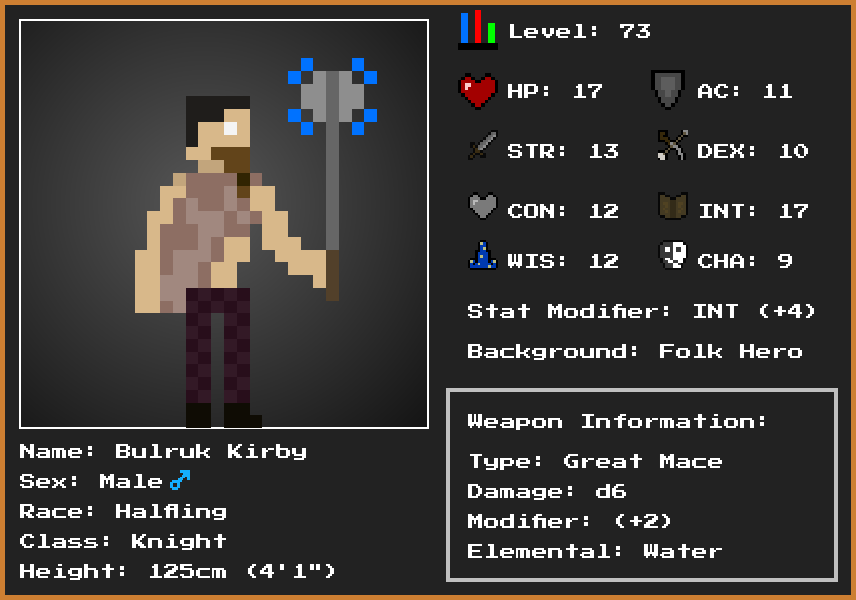 Level: 73
HP: 17
AC: 11
STR: 13
DEX: 10
CON: 12
INT: 17
WIS: 12
CHA: 9
Stat Modifier: INT (+4)
Background: Folk Hero
Weapon Information:
Type: Great Mace
Damage: d6
Modifier: (+2)
Elemental: Water
Name: Bulruk Kirby
Sex: Male ♂
Race: Halfling
Class: Knight
Height: 125cm (4'1")